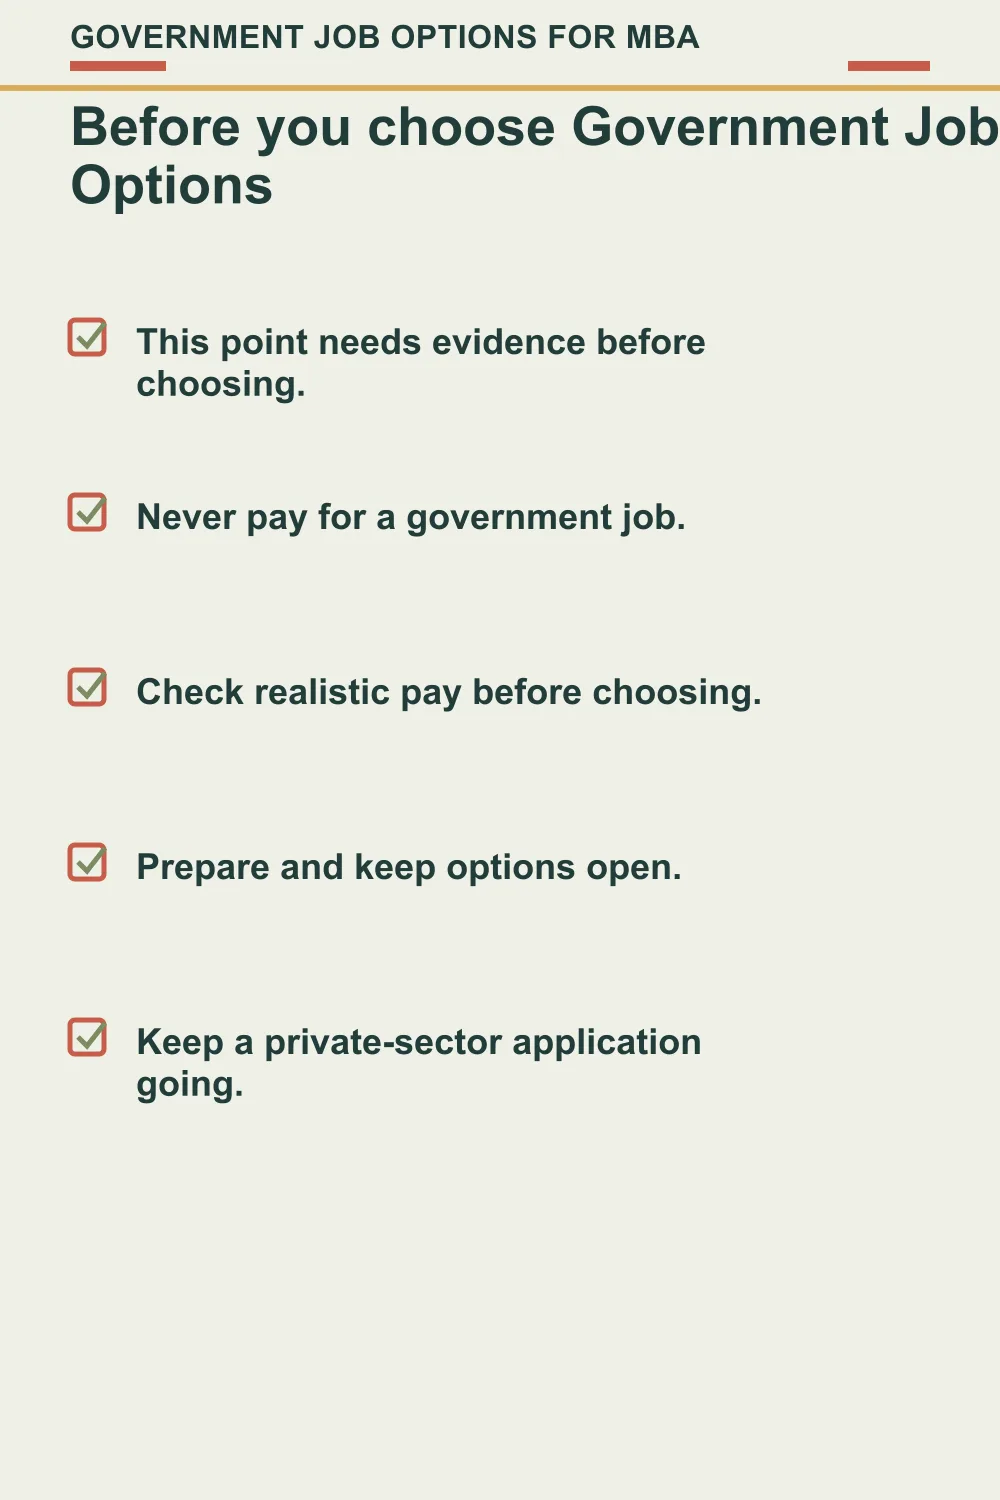 GOVERNMENT JOB OPTIONS FOR MBA
Before you choose Government Job
Options
This point needs evidence before
choosing.
Never pay for a government job.
Check realistic pay before choosing.
Prepare and keep options open.
Keep a private-sector application
going.